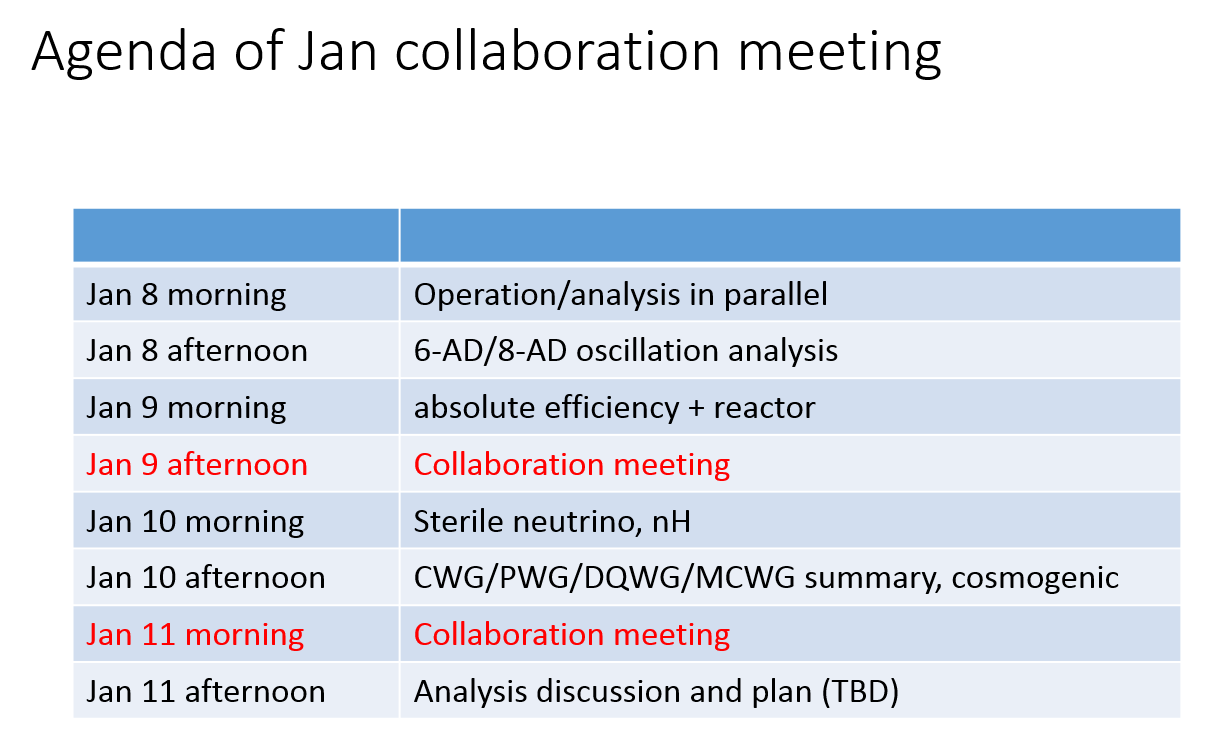 Agenda of Jan collaboration meeting
Jan 8 morning Operation/analysis in parallel
Jan 8 afternoon 6-AD/8-AD oscillation analysis
Jan 9 morning absolute efficiency + reactor
Jan 9 afternoon Collaboration meeting
Jan 10 morning Sterile neutrino, nH
Jan 10 afternoon CWG/PWG/DQWG/MCWG summary, cosmogenic
Jan 11 morning Collaboration meeting
Jan 11 afternoon Analysis discussion and plan (TBD)